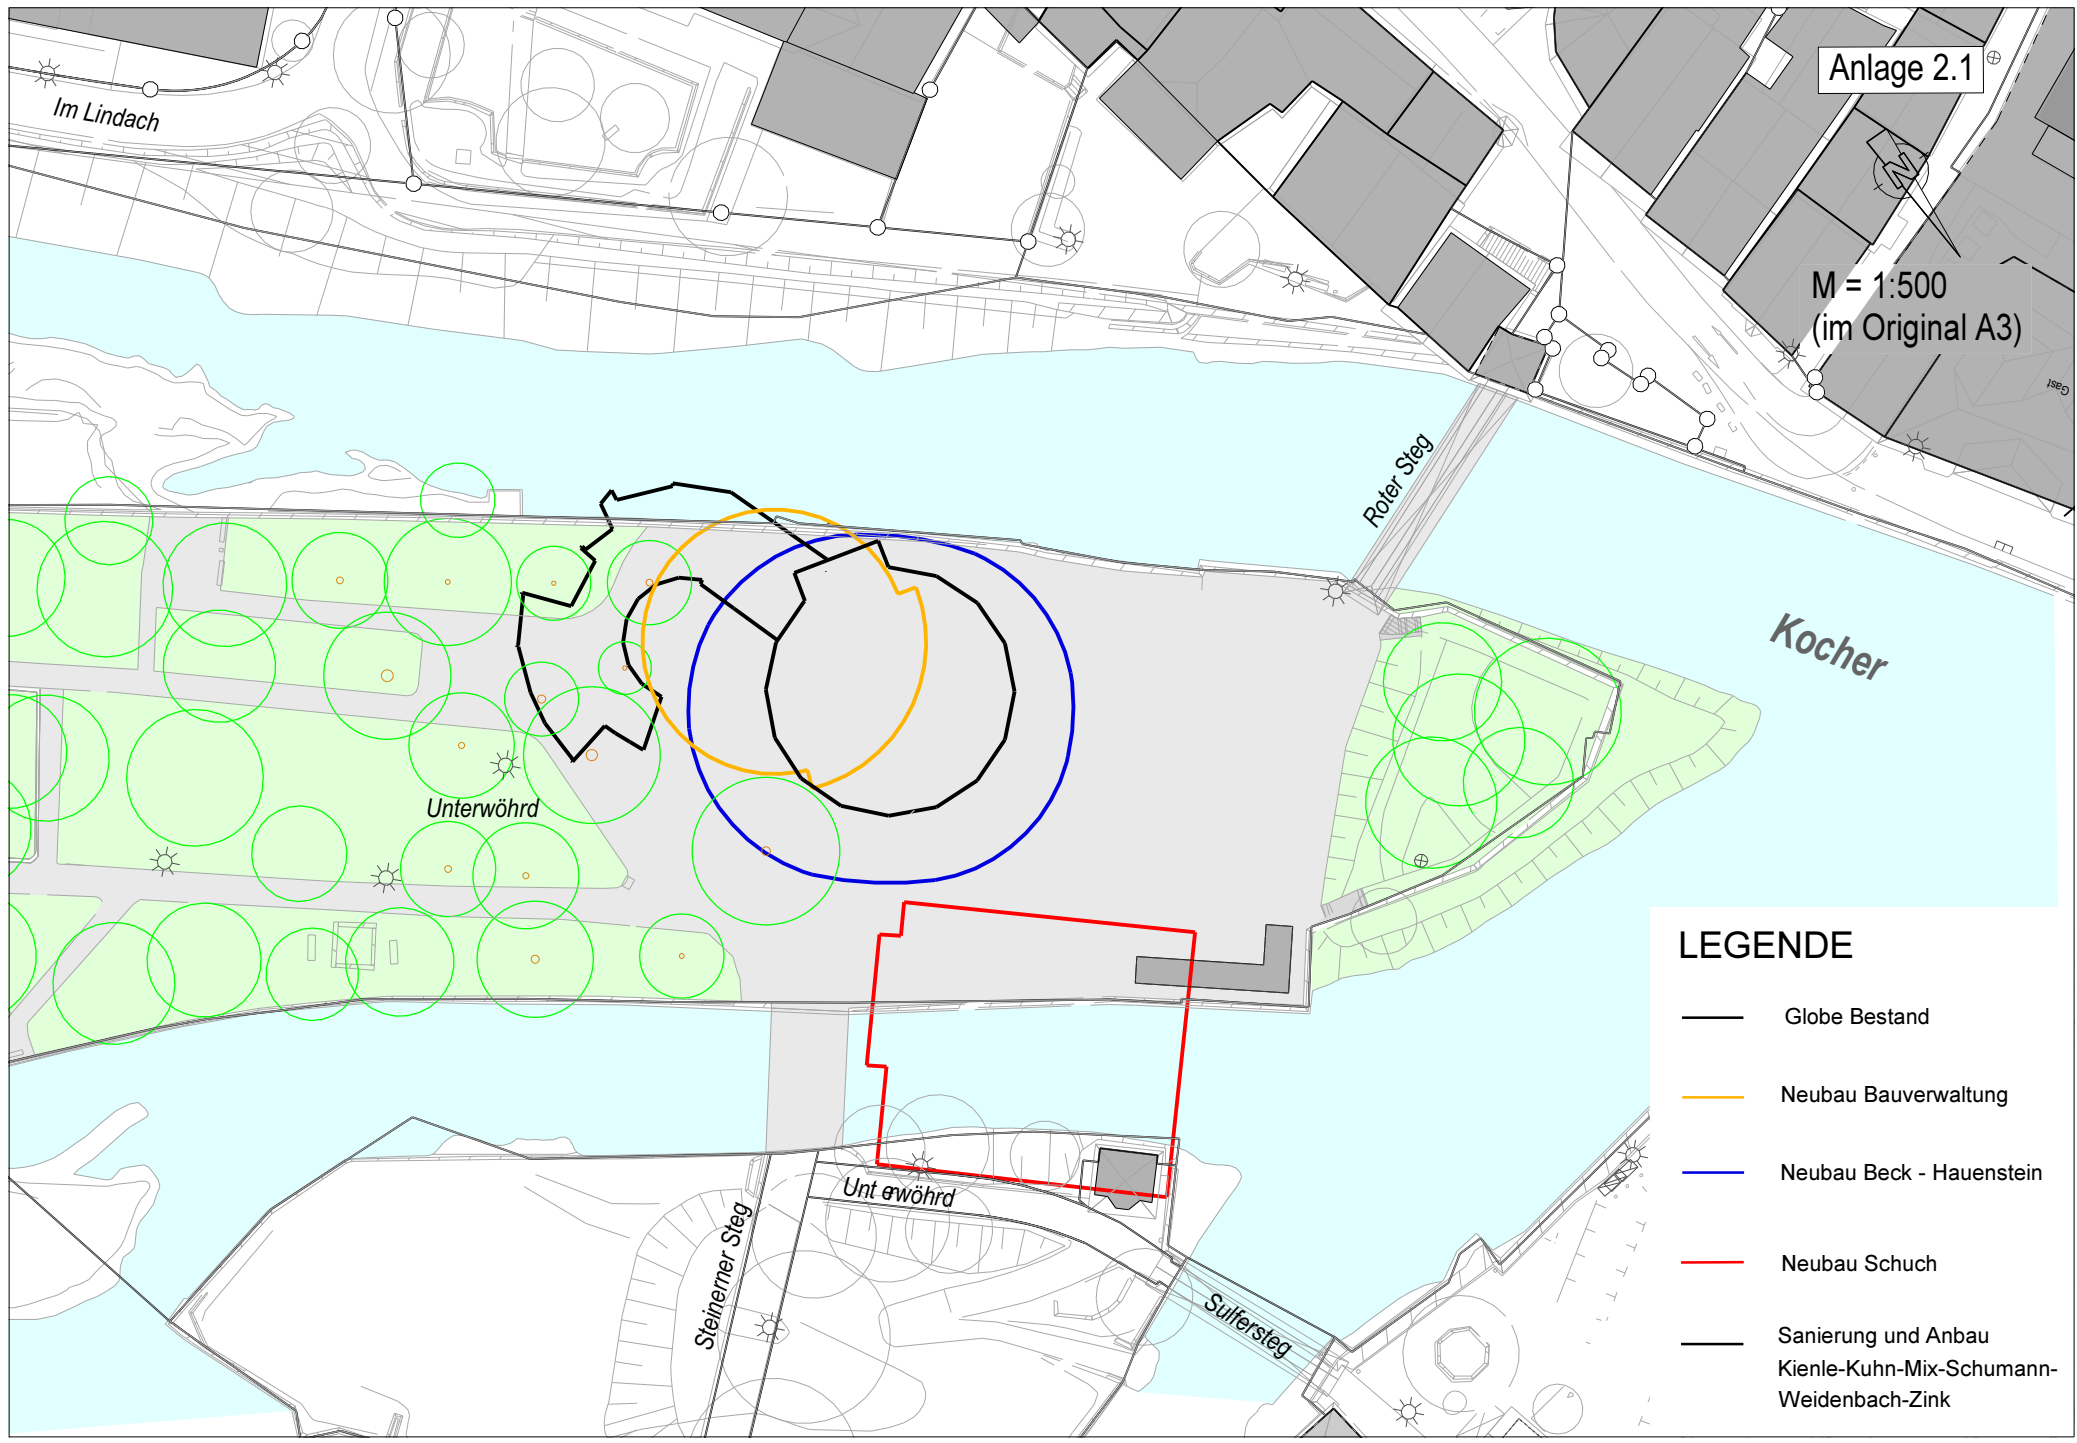 Anlage 2.1
Im Lindach
N
M = 1:500
(im Original A3)
Gast
Roter Steg
Kocher
Unterwöhrd
LEGENDE
Globe Bestand
Neubau Bauverwaltung
Neubau Beck - Hauenstein
Neubau Schuch
Sanierung und Anbau
Kienle-Kuhn-Mix-Schumann-
Weidenbach-Zink
Unterwöhrd
Steinerner Steg
Sulfersteg